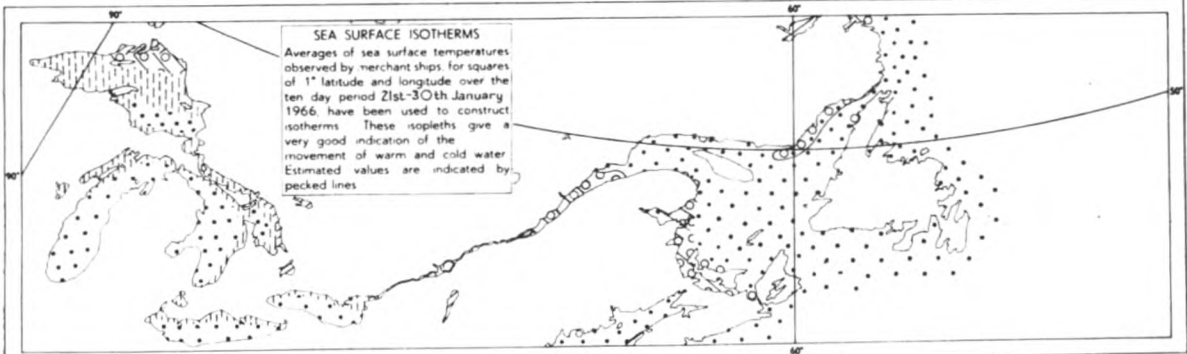 90°
60°
SEA SURFACE ISOTHERMS
Averages of sea surface temperatures
observed by merchant ships, for squares
of 1° latitude and longitude over the
ten day period 21st-30th January
1966, have been used to construct
isotherms These isopleths give a
very good indication of the
movement of warm and cold water
Estimated values are indicated by
pecked lines
50°
90°
60°